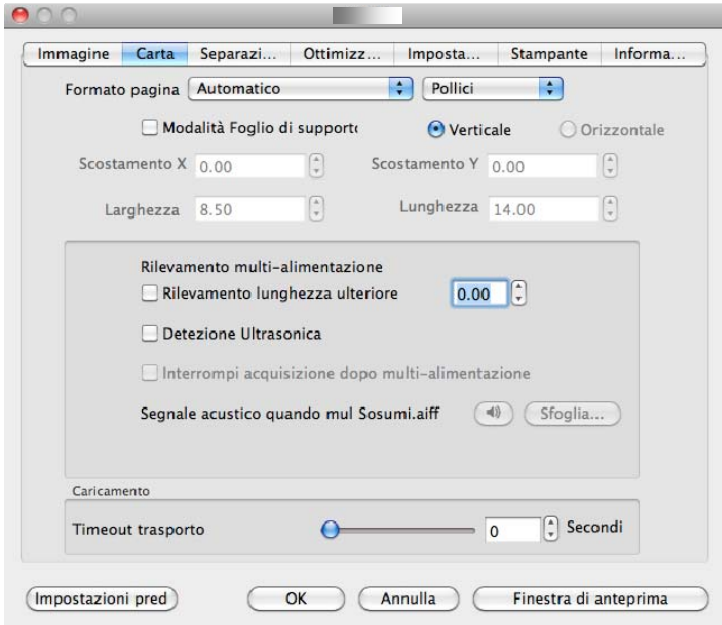 Immagine Carta Separazi... Ottimizz... Imposta... Stampante Informa...
Formato pagina Automatico Pollici
Modalità Foglio di support Verticale Orizzontale
Scostamento X 0.00 Scostamento Y 0.00
Larghezza 8.50 Lunghezza 14.00
Rilevamento multi-alimentazione
Rilevamento lunghezza ulteriore 0.00
Detezione Ultrasonica
Interrompi acquisizione dopo multi-alimentazione
Segnale acustico quando mul Sosumi.aiff Sfoglia...
Caricamento
Timeout trasporto 0 Secondi
Impostazioni pred OK Annulla Finestra di anteprima